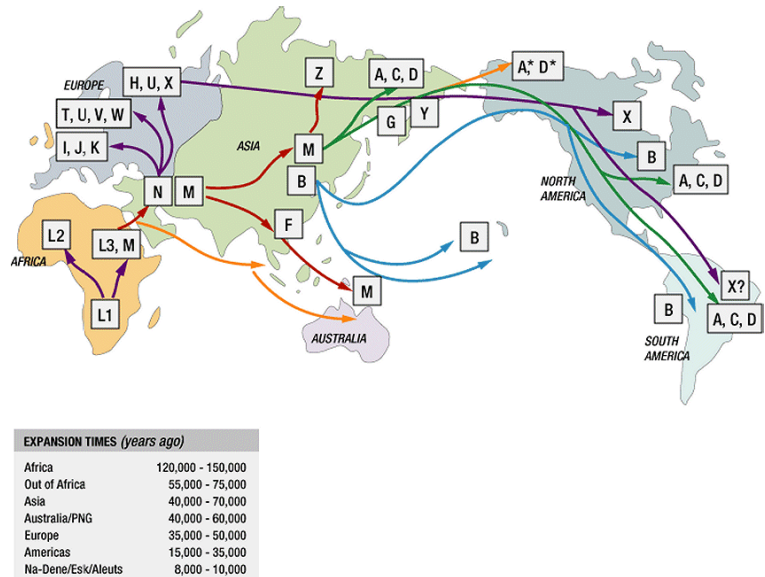 Z
A, C, D
A,* D*
EUROPE
H, U, X
T, U, V, W
G
Y
X
I, J, K
ASIA
M
B
B
N
M
NORTH
AMERICA
A, C, D
F
L2
L3, M
B
AFRICA
M
X?
L1
B
A, C, D
AUSTRALIA
SOUTH
AMERICA
EXPANSION TIMES (years ago)
Africa 120,000 - 150,000
Out of Africa 55,000 - 75,000
Asia 40,000 - 70,000
Australia/PNG 40,000 - 60,000
Europe 35,000 - 50,000
Americas 15,000 - 35,000
Na-Dene/Esk/Aleuts 8,000 - 10,000